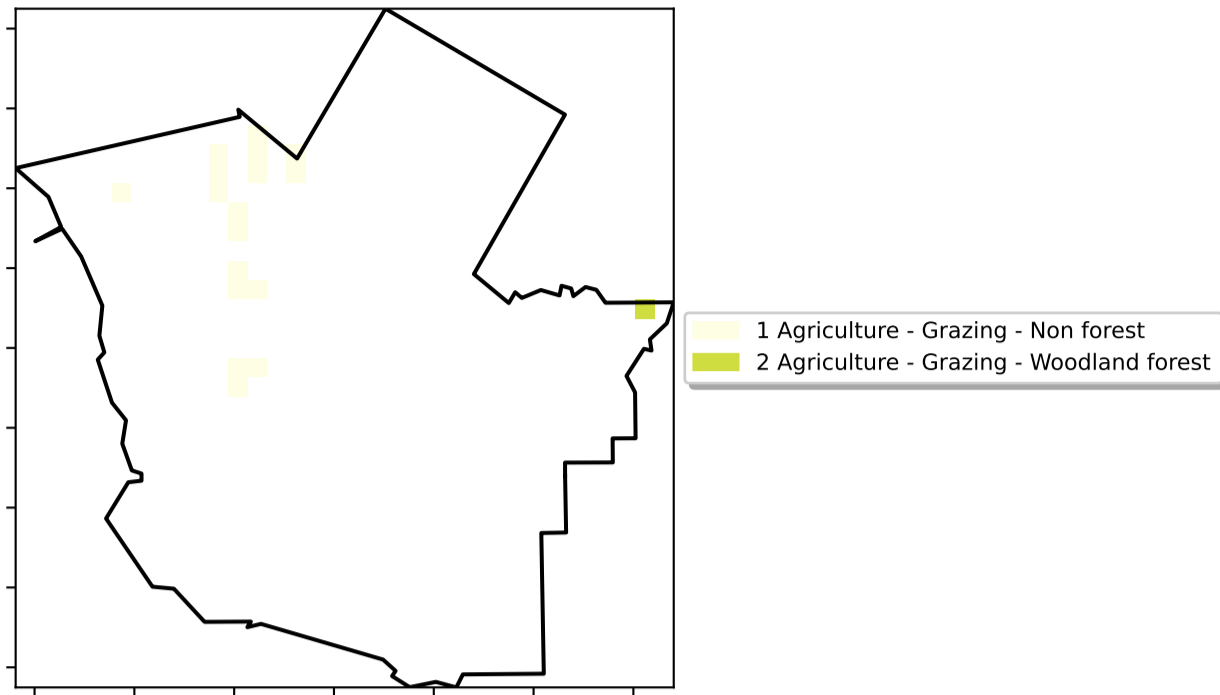 1 Agriculture - Grazing - Non forest
2 Agriculture - Grazing - Woodland forest